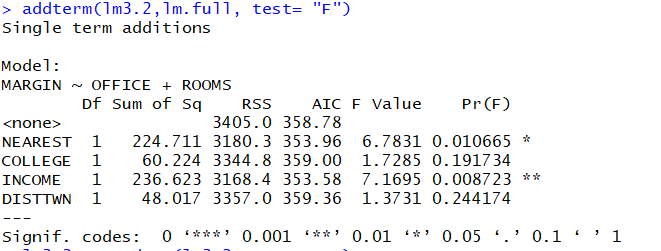 > addterm(lm3.2,lm.full, test= "F")
Single term additions
Model:
MARGIN ~ OFFICE + ROOMS
Df Sum of Sq RSS AIC F Value Pr(F)
<none> 3405.0 358.78
NEAREST 1 224.711 3180.3 353.96 6.7831 0.010665 *
COLLEGE 1 60.224 3344.8 359.00 1.7285 0.191734
INCOME 1 236.623 3168.4 353.58 7.1695 0.008723 **
DISTTWN 1 48.017 3357.0 359.36 1.3731 0.244174
---
Signif. codes: 0 ‘***’ 0.001 ‘**’ 0.01 ‘*’ 0.05 ‘.’ 0.1 ‘ ’ 1